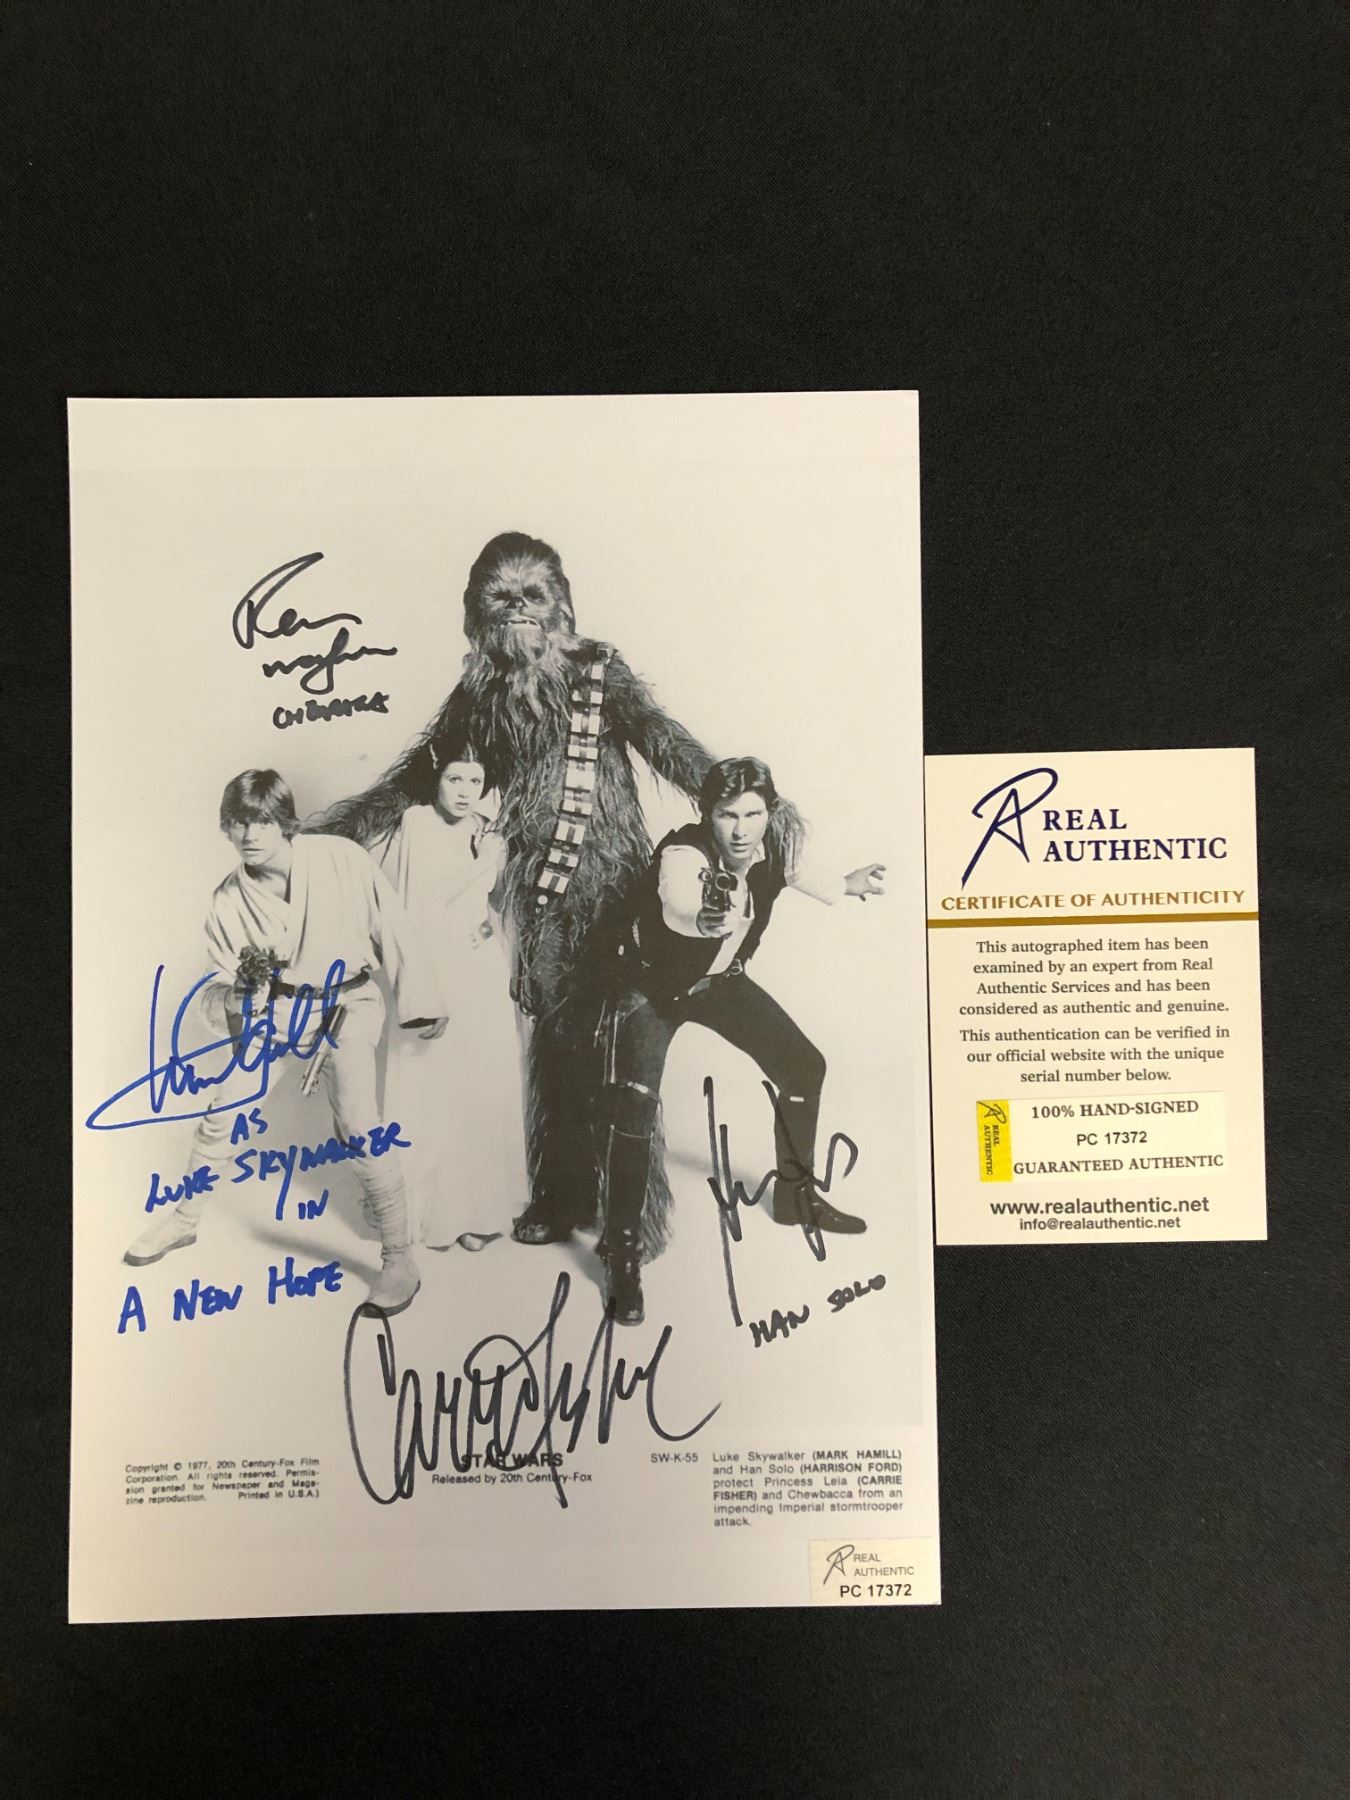 CHEWBACCA
AS
LUKE SKYWALKER
IN
A NEW HOPE
HAN SOLO
Carrie Fisher
Copyright © 1977, 20th Century-Fox Film
Corporation. All rights reserved. Permis-
sion granted for Newspaper and Maga-
zine reproduction. Printed in U.S.A.)
STAR WARS
Released by 20th Century-Fox
SW-K-55
Luke Skywalker (MARK HAMILL)
and Han Solo (HARRISON FORD)
protect Princess Leia (CARRIE
FISHER) and Chewbacca from an
impending Imperial stormtrooper
attack.
REAL
AUTHENTIC
PC 17372
REAL
AUTHENTIC
CERTIFICATE OF AUTHENTICITY
This autographed item has been
examined by an expert from Real
Authentic Services and has been
considered as authentic and genuine.
This authentication can be verified in
our official website with the unique
serial number below.
REAL
AUTHENTIC
100% HAND-SIGNED
PC 17372
GUARANTEED AUTHENTIC
www.realauthentic.net
info@realauthentic.net